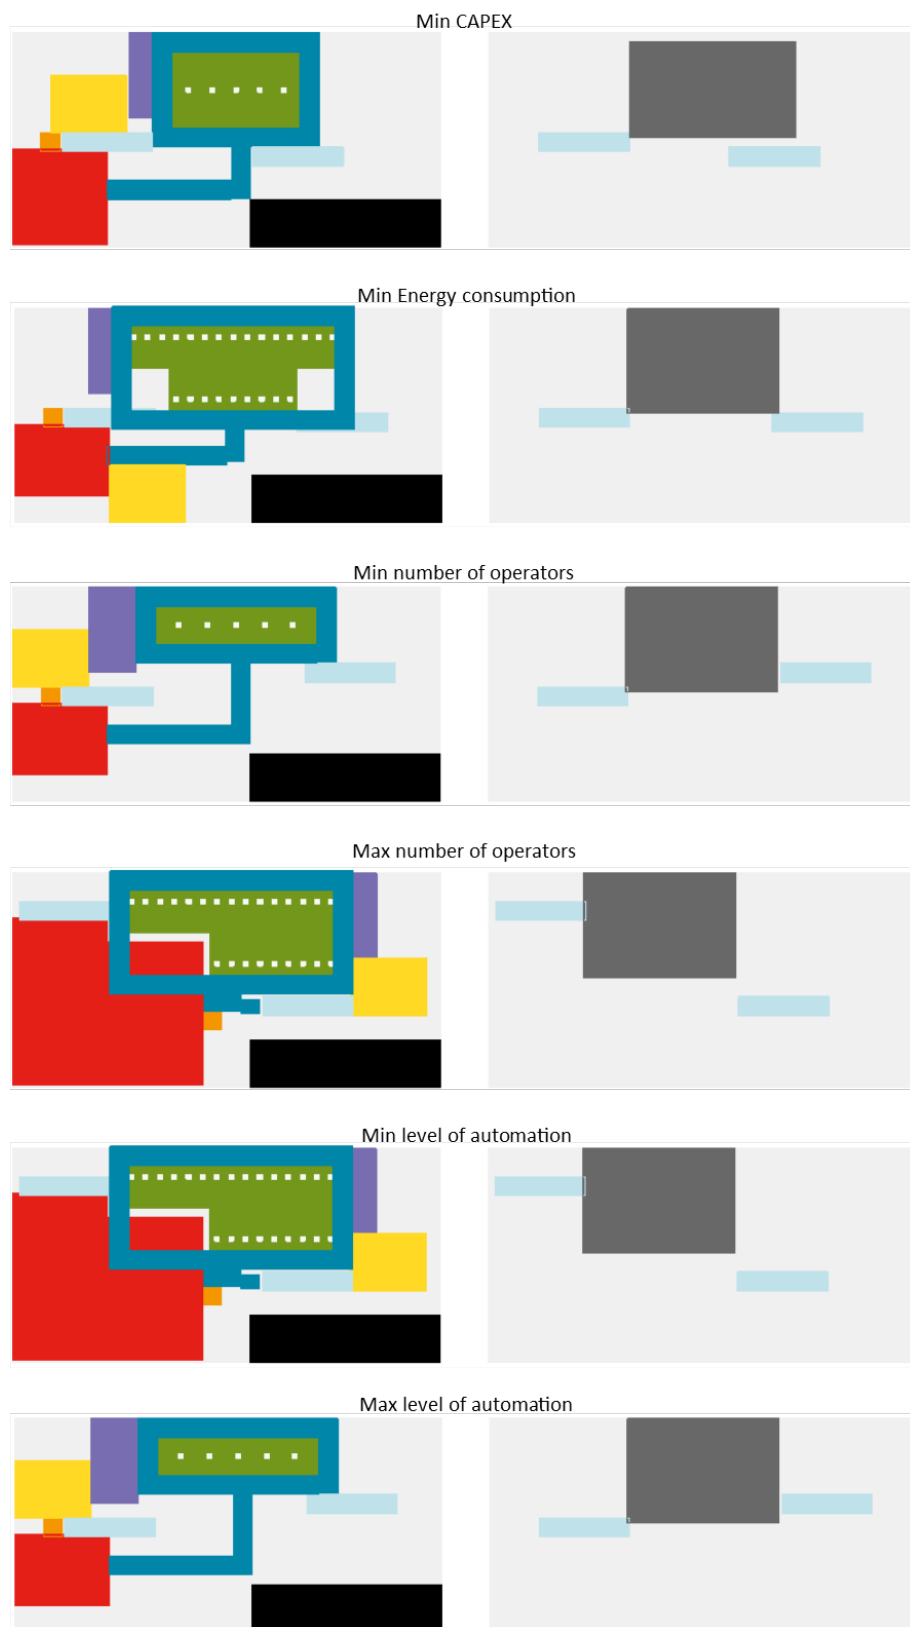 Min CAPEX
Min Energy consumption
Min number of operators
Max number of operators
Min level of automation
Max level of automation